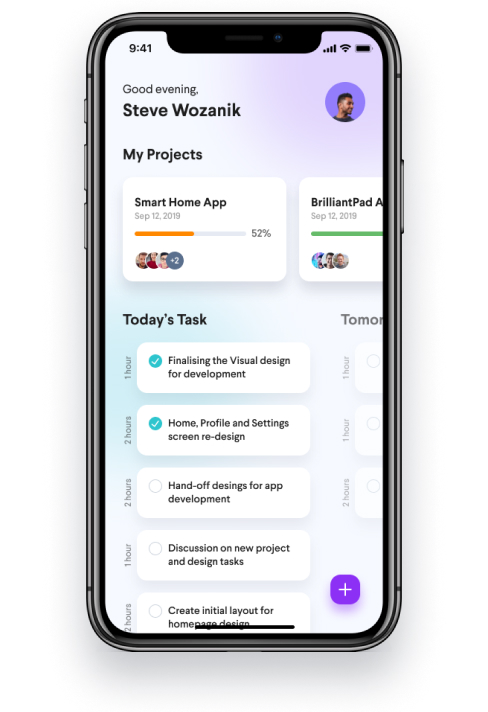 9:41
Good evening,
Steve Wozanik
My Projects
Smart Home App
Sep 12, 2019
52%
+2
BrilliantPad A
Sep 12, 2019
Today's Task
Tomor
1 hour
Finalising the Visual design
for development
1 hour
2 hours
Home, Profile and Settings
screen re-design
1 hour
2 hours
Hand-off desings for app
development
2 hours
1 hour
Discussion on new project
and design tasks
2 hours
Create initial layout for
homepage design